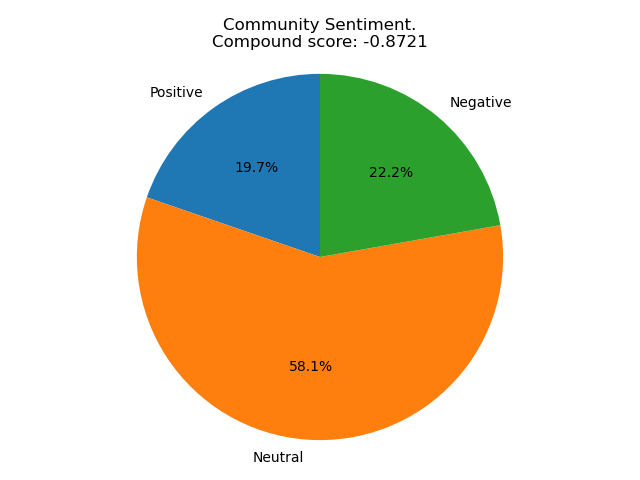 Community Sentiment.
Compound score: -0.8721
Positive
Negative
19.7%
22.2%
58.1%
Neutral